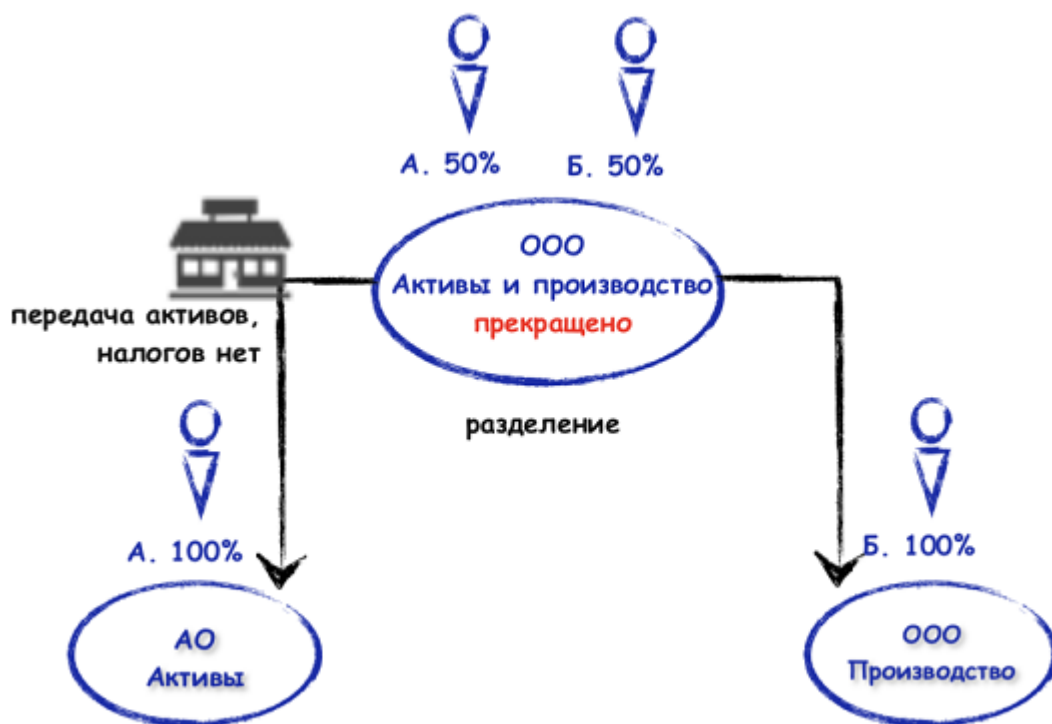 А. 50%
Б. 50%
ООО
Активы и производство
прекращено
передача активов,
налогов нет
разделение
А. 100%
Б. 100%
АО
Активы
ООО
Производство